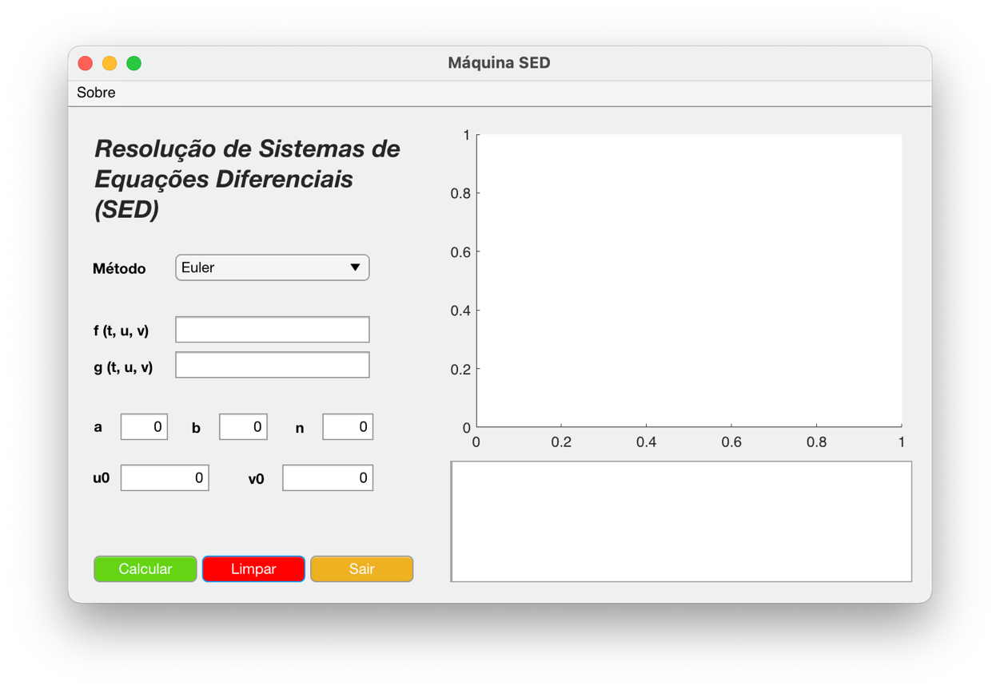 Máquina SED
Sobre
Resolução de Sistemas de
Equações Diferenciais
(SED)
Método
Euler
f (t, u, v)
g (t, u, v)
a 0 b 0 n 0
u0 0 v0 0
Calcular Limpar Sair
1
0.8
0.6
0.4
0.2
0
0 0.2 0.4 0.6 0.8 1